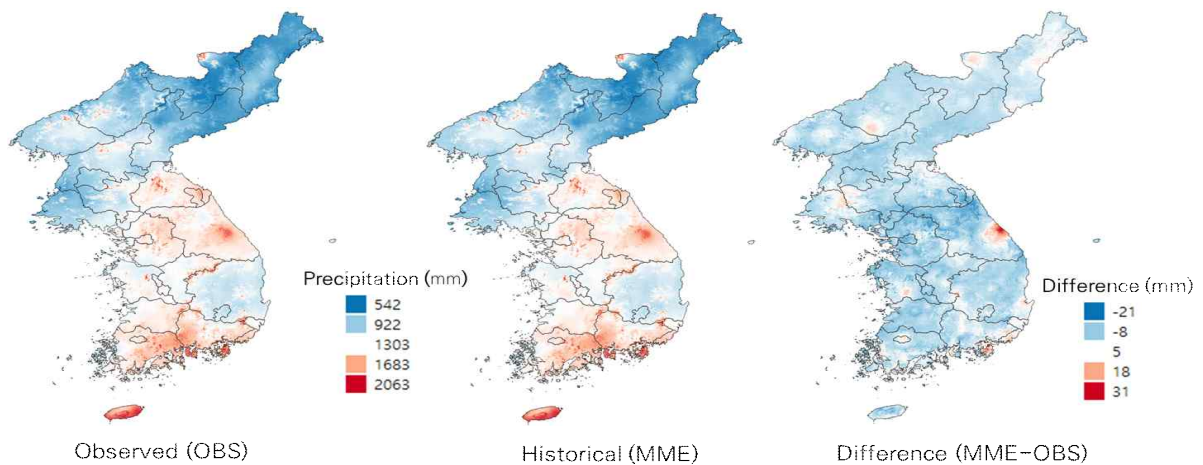 Precipitation (mm)
542
922
1303
1683
2063
Difference (mm)
-21
-8
5
18
31
Observed (OBS)
Historical (MME)
Difference (MME-OBS)